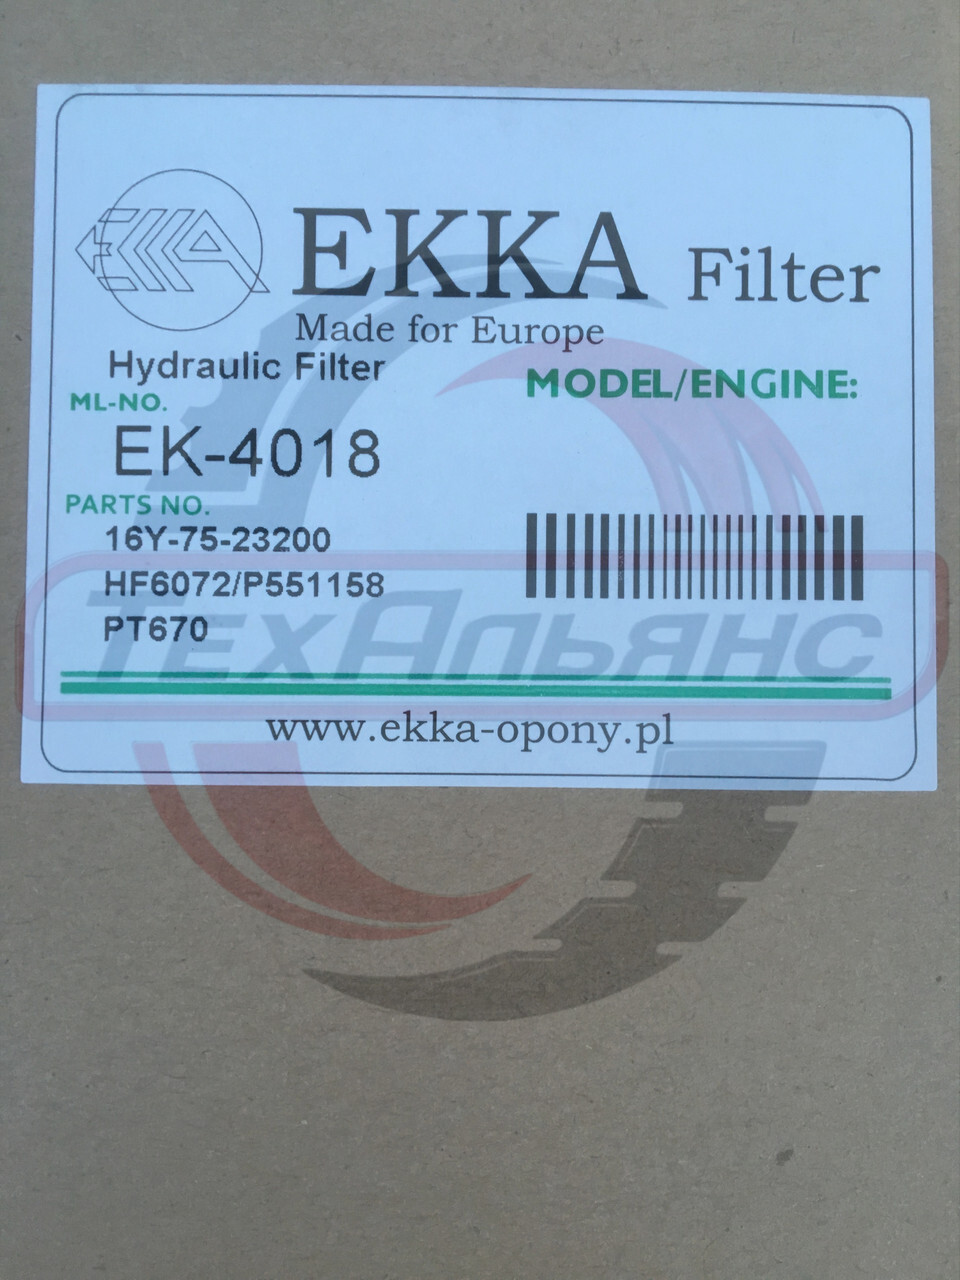 EKKA
EKKA Filter
Made for Europe
Hydraulic Filter
MODEL/ENGINE:
ML-NO.
EK-4018
PARTS NO.
16Y-75-23200
HF6072/P551158
PT670
ТехАльянс
www.ekka-opony.pl